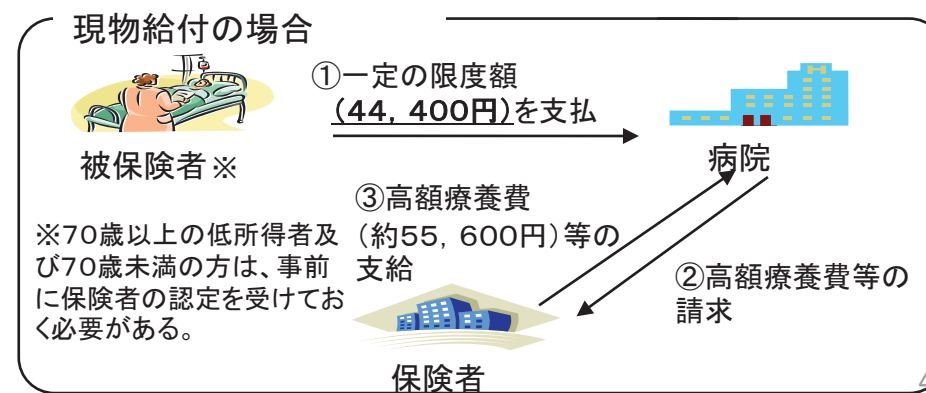 現物給付の場合
①一定の限度額
(44,400円)を支払
被保険者※
病院
③高額療養費
(約55,600円)等の
支給
※70歳以上の低所得者及
び70歳未満の方は、事前
に保険者の認定を受けてお
く必要がある。
②高額療養費等の
請求
保険者